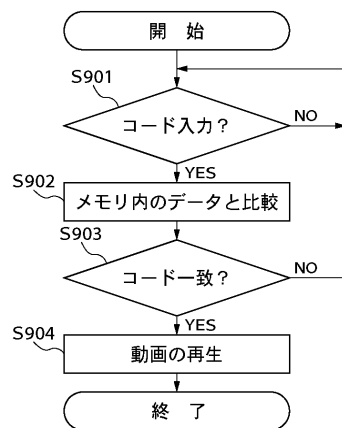 開 始
S901
コード入力?
NO
YES
S902
メモリ内のデータと比較
S903
コード一致?
NO
YES
S904
動画の再生
終 了